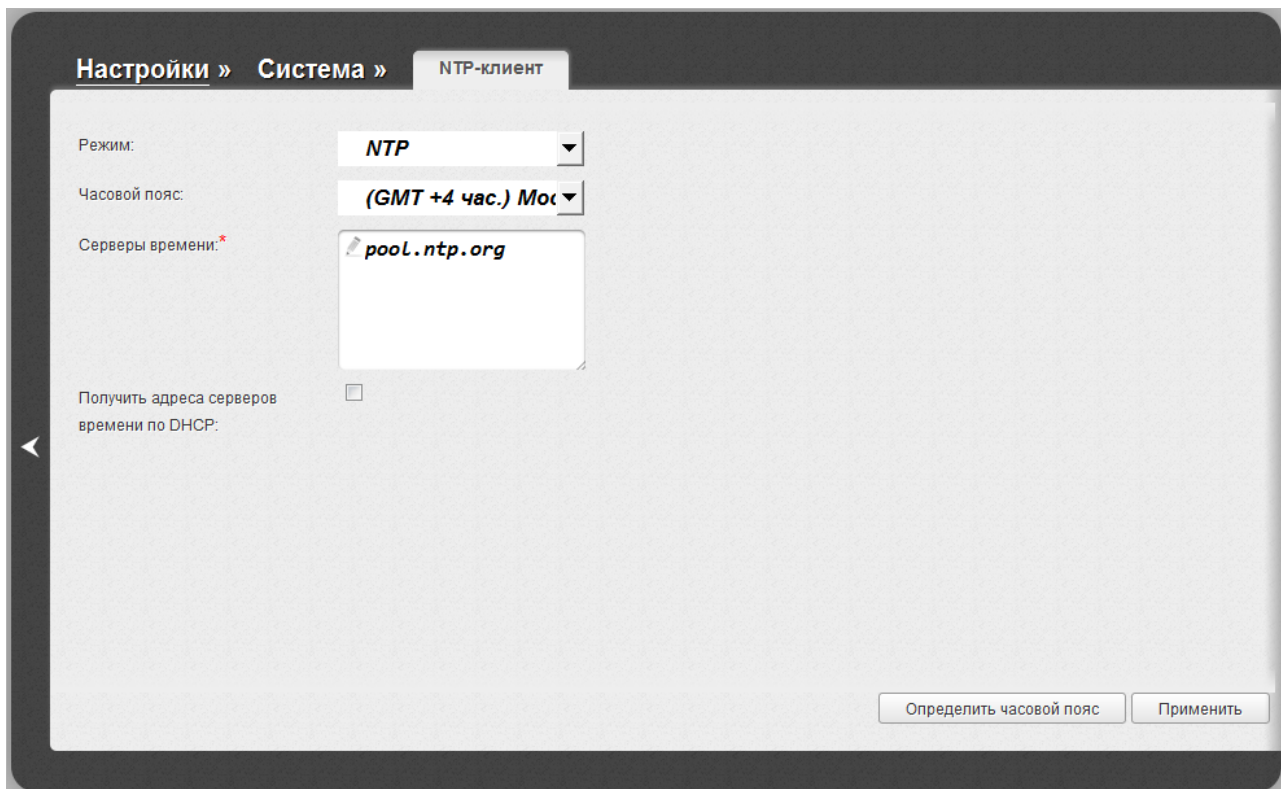 Настройки » Система » NTP-клиент
Режим: NTP
Часовой пояс: (GMT +4 час.) Мос
Серверы времени:* pool.ntp.org
Получить адреса серверов
времени по DHCP:
Определить часовой пояс Применить